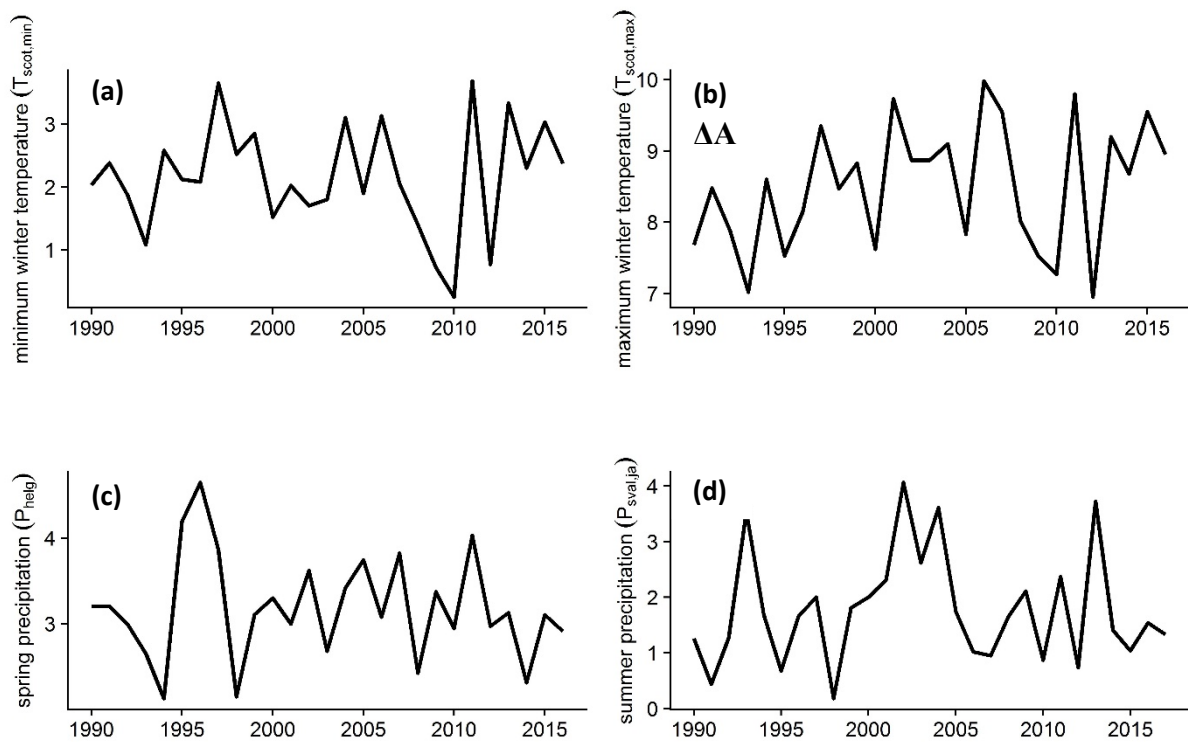 minimum winter temperature (Tscot,min)
(a)
3
2
1
1990 1995 2000 2005 2010 2015
maximum winter temperature (Tscot,max)
(b)
ΔA
10
9
8
7
1990 1995 2000 2005 2010 2015
spring precipitation (Phelg)
(c)
4
3
1990 1995 2000 2005 2010 2015
summer precipitation (Psval,ja)
(d)
4
3
2
1
0
1990 1995 2000 2005 2010 2015